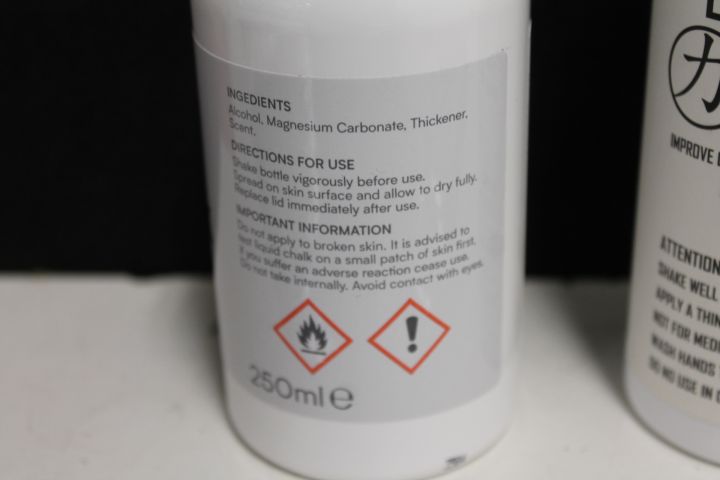 INGEDIENTS
Alcohol, Magnesium Carbonate, Thickener,
Scent.
DIRECTIONS FOR USE
Shake bottle vigorously before use.
Spread on skin surface and allow to dry fully.
Replace lid immediately after use.
IMPORTANT INFORMATION
Do not apply to broken skin. It is advised to
test liquid chalk on a small patch of skin first.
If you suffer an adverse reaction cease use.
Do not take internally. Avoid contact with eyes.
250ml e
力
IMPROVE
ATTENTION
SHAKE WELL
APPLY A THIN
NOT FOR MEDI
WASH HANDS
DO NO USE IN